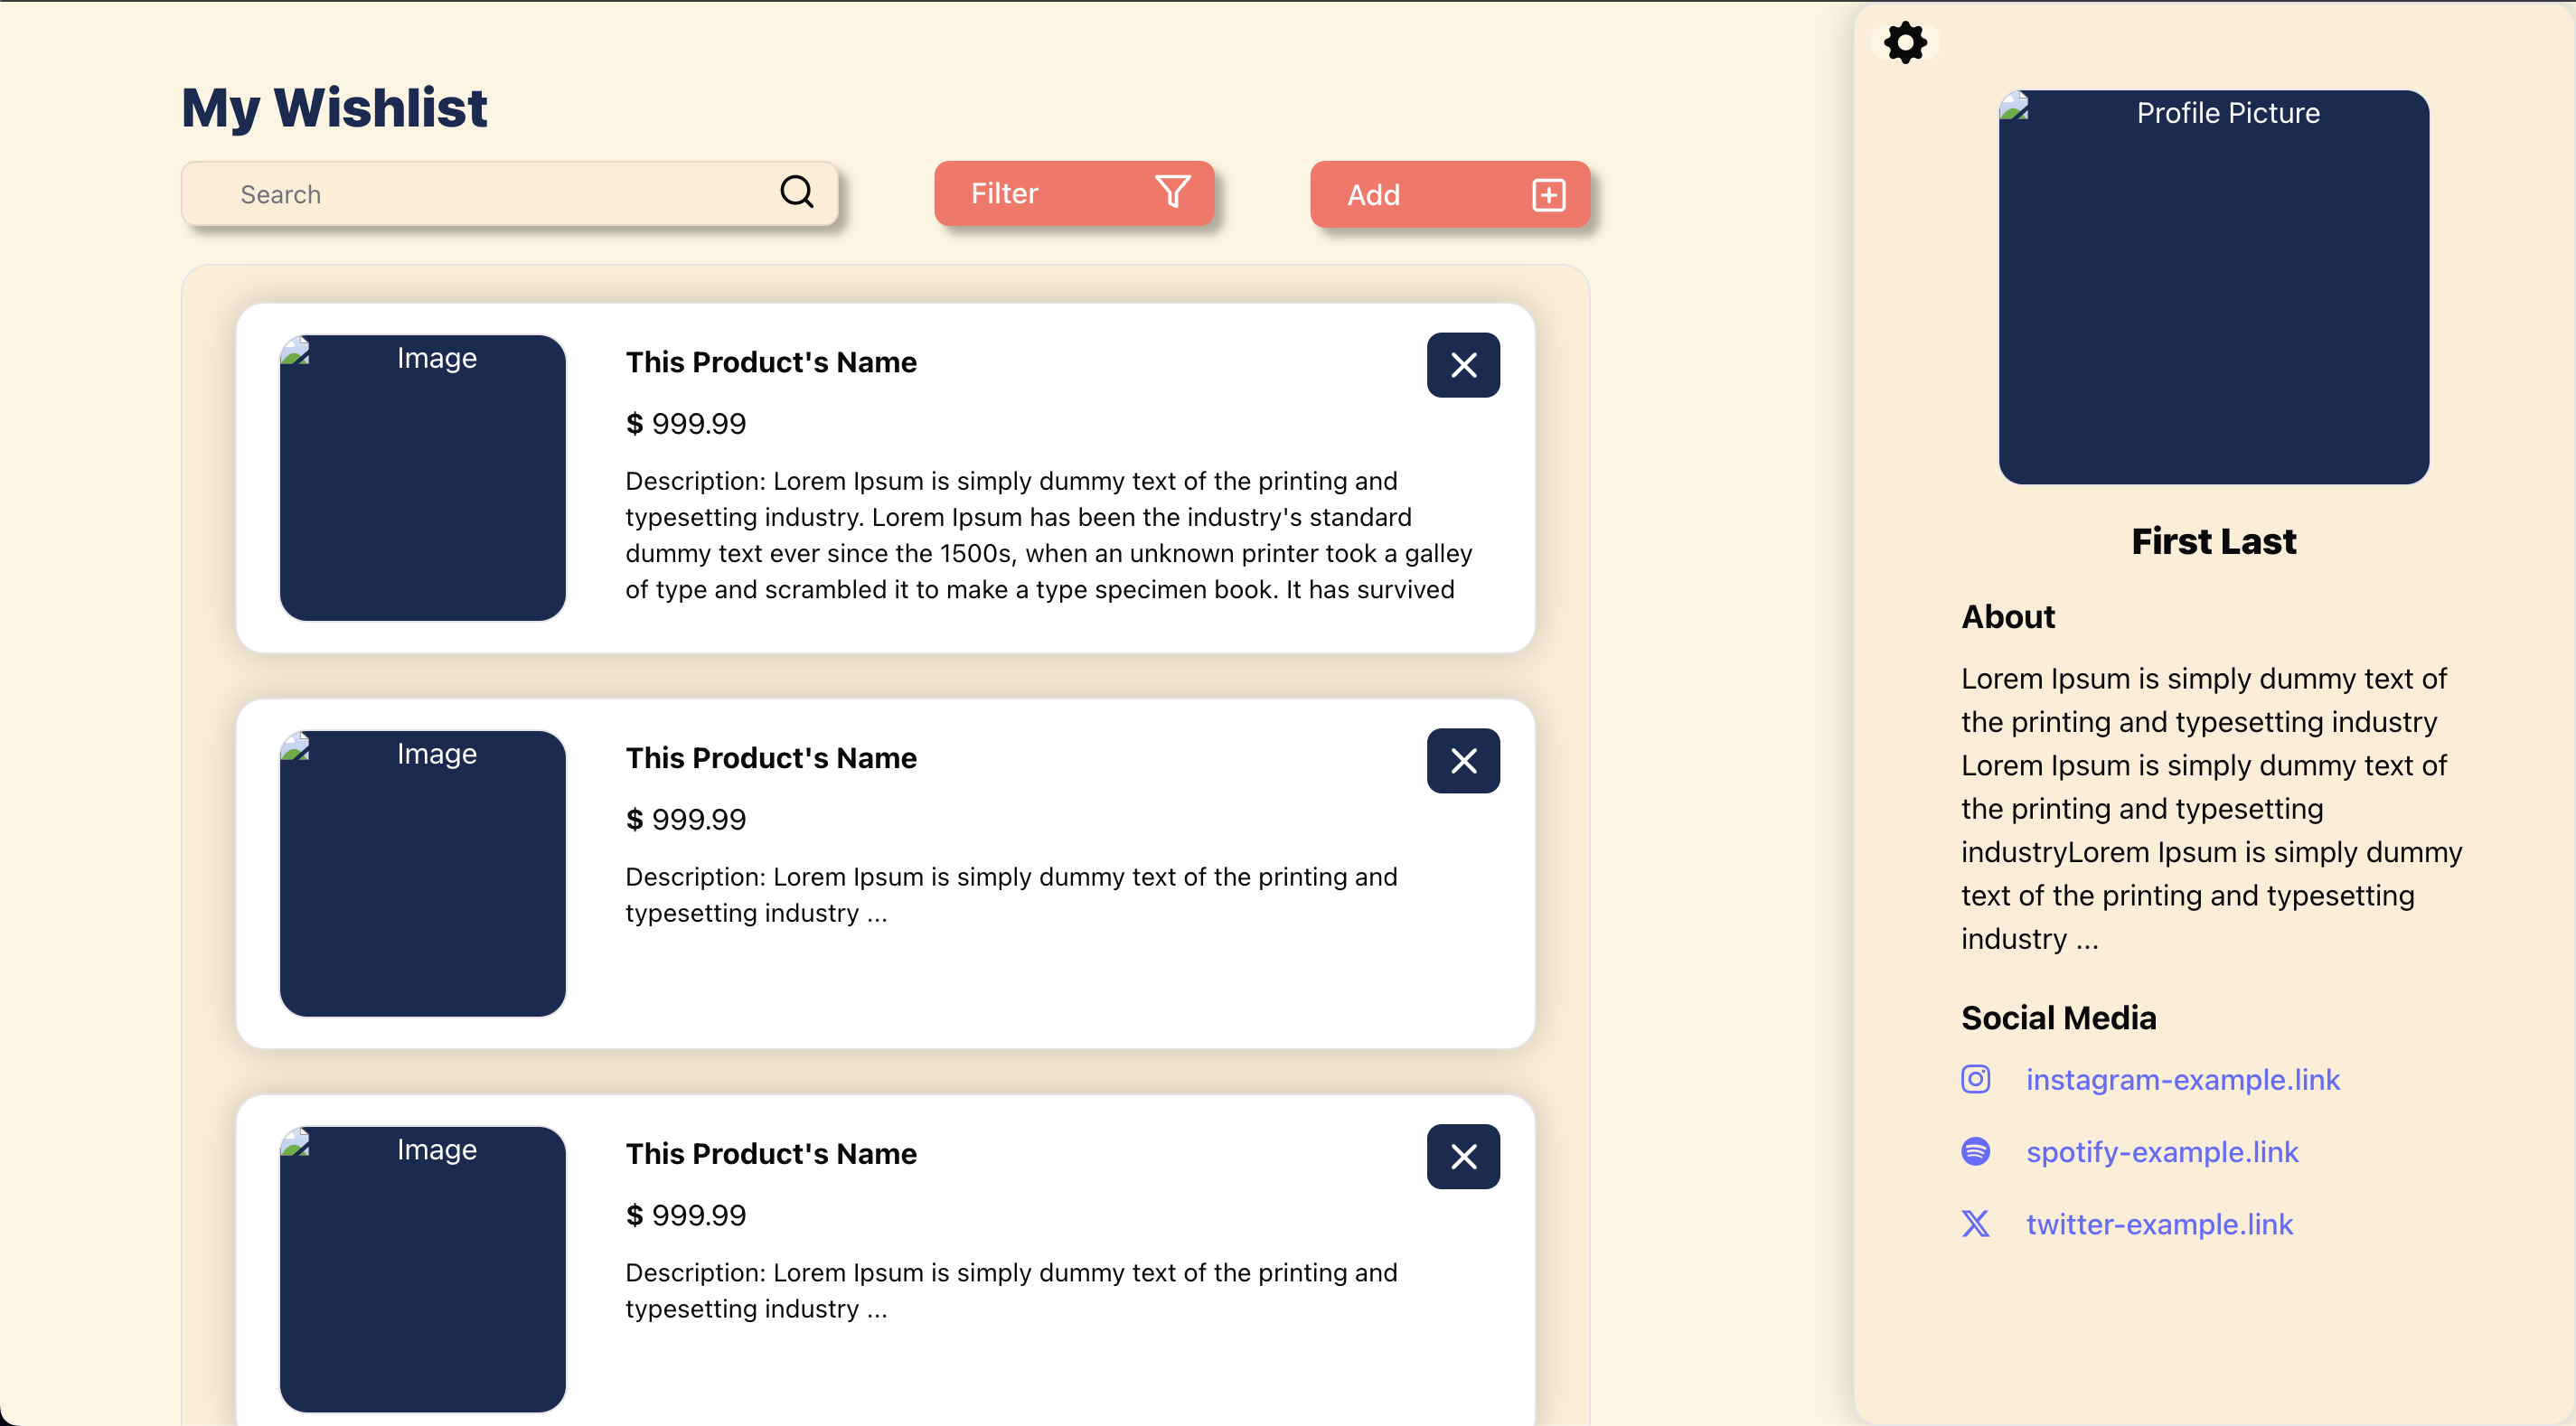 My Wishlist
Search
Filter
Add
Image
This Product's Name
$ 999.99
Description: Lorem Ipsum is simply dummy text of the printing and
typesetting industry. Lorem Ipsum has been the industry's standard
dummy text ever since the 1500s, when an unknown printer took a galley
of type and scrambled it to make a type specimen book. It has survived
Image
This Product's Name
$ 999.99
Description: Lorem Ipsum is simply dummy text of the printing and
typesetting industry ...
Image
This Product's Name
$ 999.99
Description: Lorem Ipsum is simply dummy text of the printing and
typesetting industry ...
Profile Picture
First Last
About
Lorem Ipsum is simply dummy text of
the printing and typesetting industry
Lorem Ipsum is simply dummy text of
the printing and typesetting
industryLorem Ipsum is simply dummy
text of the printing and typesetting
industry ...
Social Media
instagram-example.link
spotify-example.link
twitter-example.link